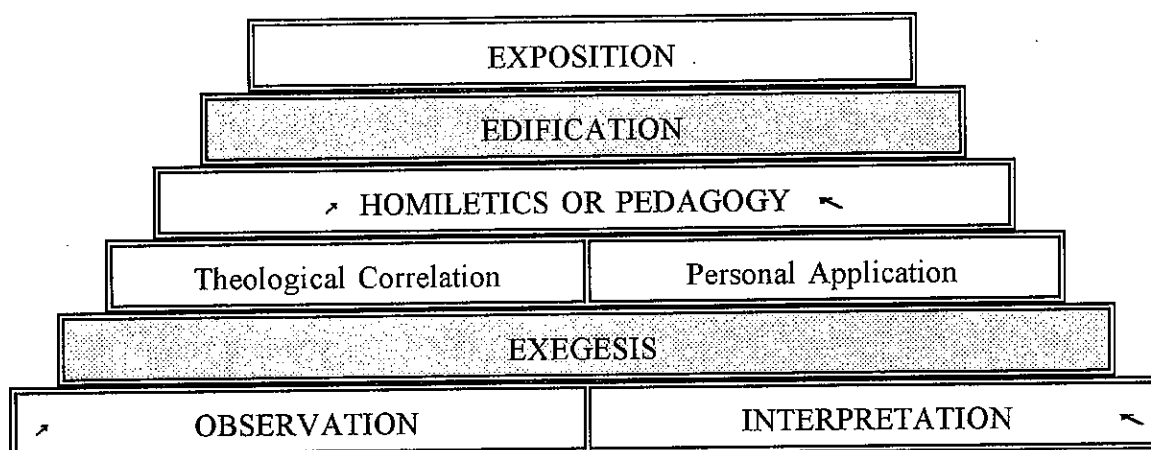 EXPOSITION
EDIFICATION
HOMILETICS OR PEDAGOGY
Theological Correlation Personal Application
EXEGESIS
OBSERVATION INTERPRETATION